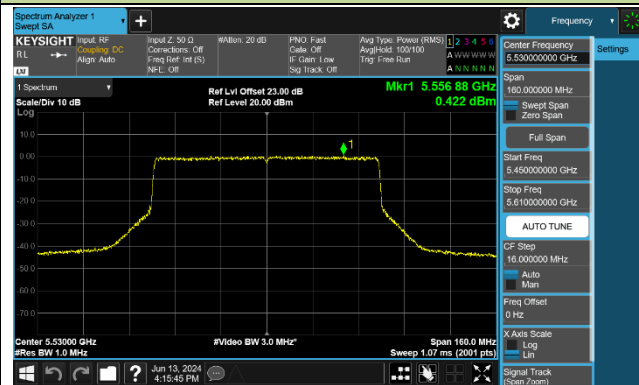 Spectrum Analyzer 1
Swept SA
Frequency
KEYSIGHT
Input: RF
Coupling: DC
Align: Auto
Input Z: 50 Ω
Corrections: Off
Freq Ref: Int (S)
NFE: Off
#Atten: 20 dB
PNO: Fast
Gate: Off
IF Gain: Low
Sig Track: Off
Avg Type: Power (RMS)
Avg|Hold: 100/100
Trig: Free Run
1 2 3 4 5 6
A W W W W W
A N N N N N
RL
LXI
1 Spectrum
Scale/Div 10 dB
Log
Ref Lvl Offset 23.00 dB
Ref Level 20.00 dBm
Mkr1 5.556 88 GHz
0.422 dBm
1
10.0
0.00
-10.0
-20.0
-30.0
-40.0
-50.0
-60.0
-70.0
Center 5.53000 GHz
#Res BW 1.0 MHz
#Video BW 3.0 MHz*
Span 160.0 MHz
Sweep 1.07 ms (2001 pts)
Jun 13, 2024
4:15:45 PM
Center Frequency
5.530000000 GHz
Settings
Span
160.000000 MHz
Swept Span
Zero Span
Full Span
Start Freq
5.450000000 GHz
Stop Freq
5.610000000 GHz
AUTO TUNE
CF Step
16.000000 MHz
Auto
Man
Freq Offset
0 Hz
X Axis Scale
Log
Lin
Signal Track
(Span Zoom)